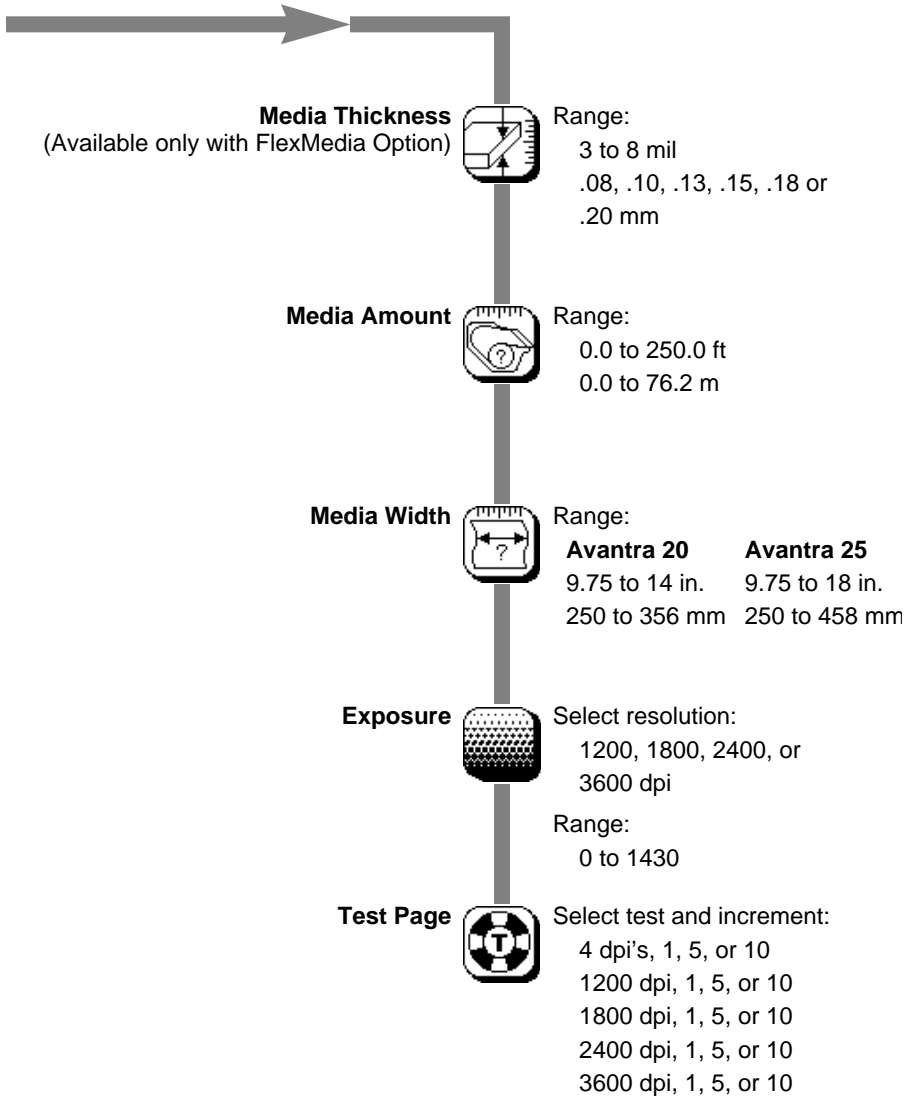 Media Thickness
(Available only with FlexMedia Option)
Range:
3 to 8 mil
.08, .10, .13, .15, .18 or
.20 mm
Media Amount
?
Range:
0.0 to 250.0 ft
0.0 to 76.2 m
Media Width
?
Range:
Avantra 20 Avantra 25
9.75 to 14 in. 9.75 to 18 in.
250 to 356 mm 250 to 458 mm
Exposure
Select resolution:
1200, 1800, 2400, or
3600 dpi
Range:
0 to 1430
Test Page
T
Select test and increment:
4 dpi’s, 1, 5, or 10
1200 dpi, 1, 5, or 10
1800 dpi, 1, 5, or 10
2400 dpi, 1, 5, or 10
3600 dpi, 1, 5, or 10